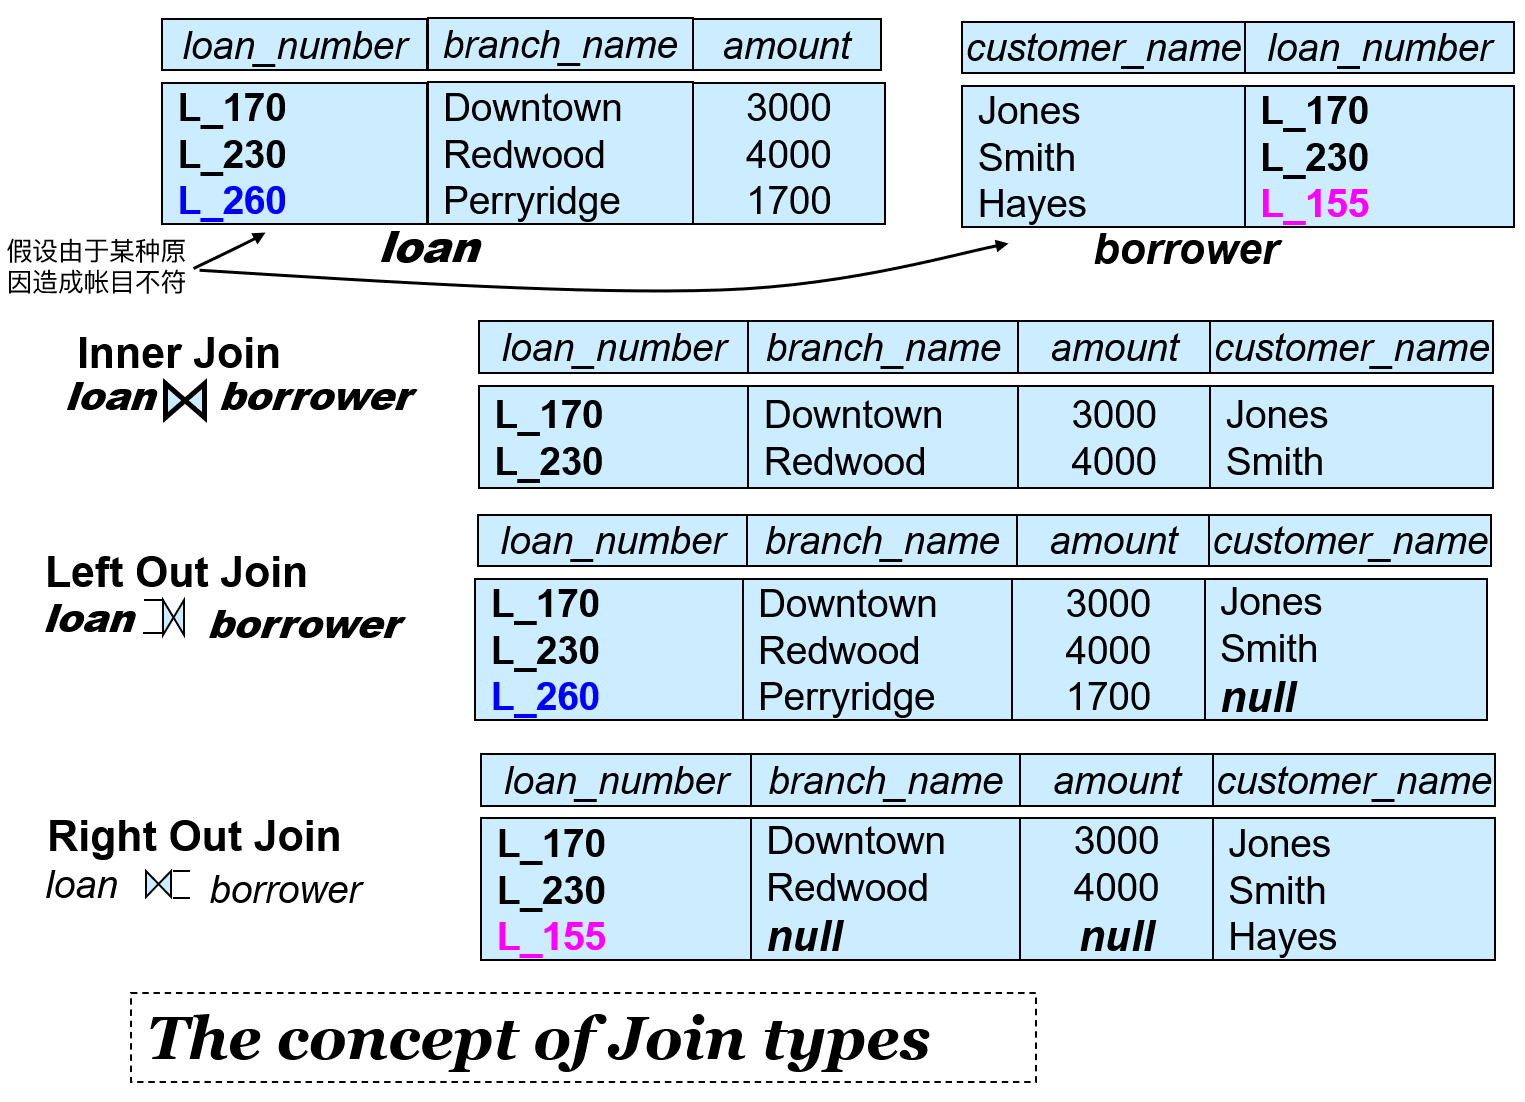 loan_number branch_name amount
L_170 Downtown 3000
L_230 Redwood 4000
L_260 Perryridge 1700
loan
customer_name loan_number
Jones L_170
Smith L_230
Hayes L_155
borrower
假设由于某种原
因造成帐目不符
Inner Join
loan ⋈ borrower
loan_number branch_name amount customer_name
L_170 Downtown 3000 Jones
L_230 Redwood 4000 Smith
Left Out Join
loan ⟕ borrower
loan_number branch_name amount customer_name
L_170 Downtown 3000 Jones
L_230 Redwood 4000 Smith
L_260 Perryridge 1700 null
Right Out Join
loan ⟖ borrower
loan_number branch_name amount customer_name
L_170 Downtown 3000 Jones
L_230 Redwood 4000 Smith
L_155 null null Hayes
The concept of Join types